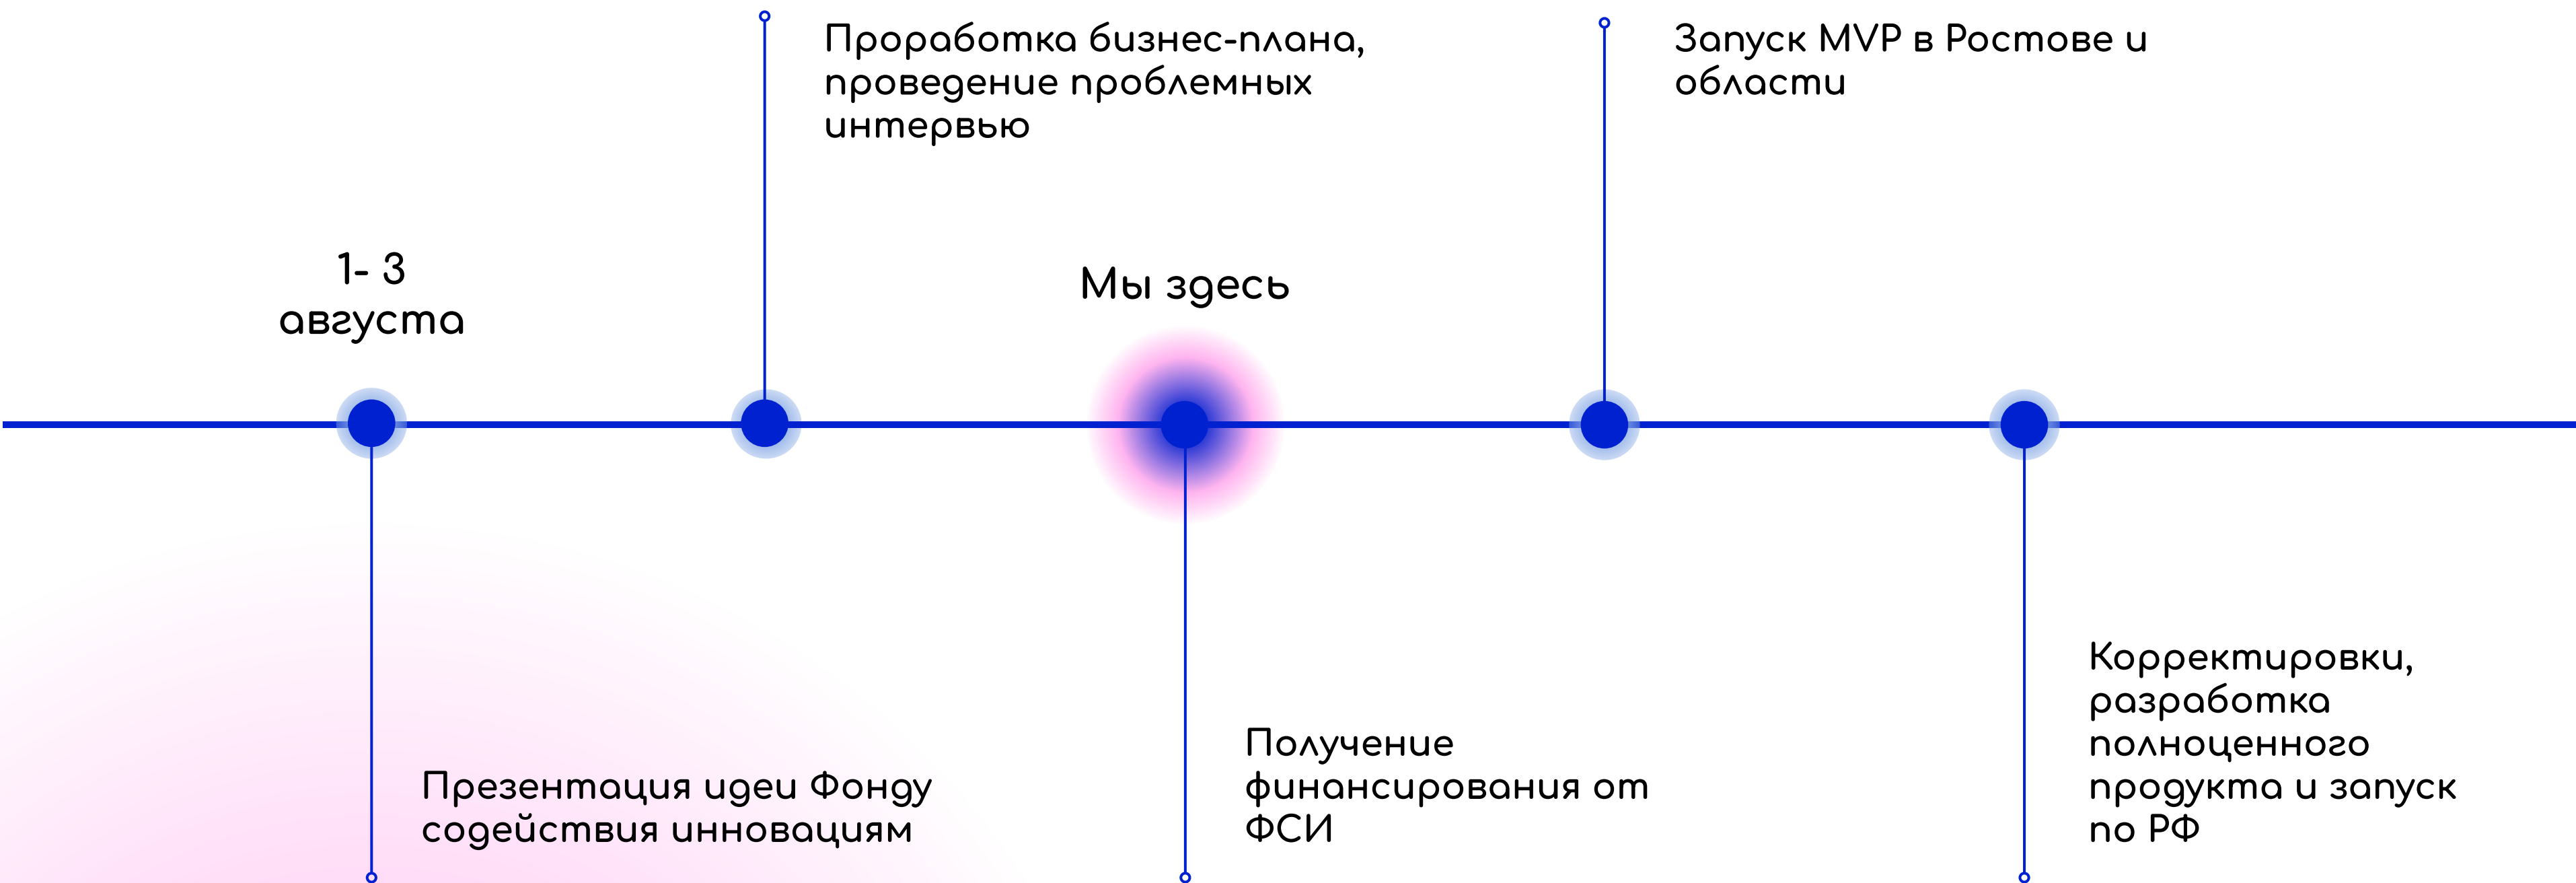 Проработка бизнес-плана,
проведение проблемных
интервью
Запуск MVP в Ростове и
области
1- 3
августа
Мы здесь
Презентация идеи Фонду
содействия инновациям
Получение
финансирования от
ФСИ
Корректировки,
разработка
полноценного
продукта и запуск
по РФ